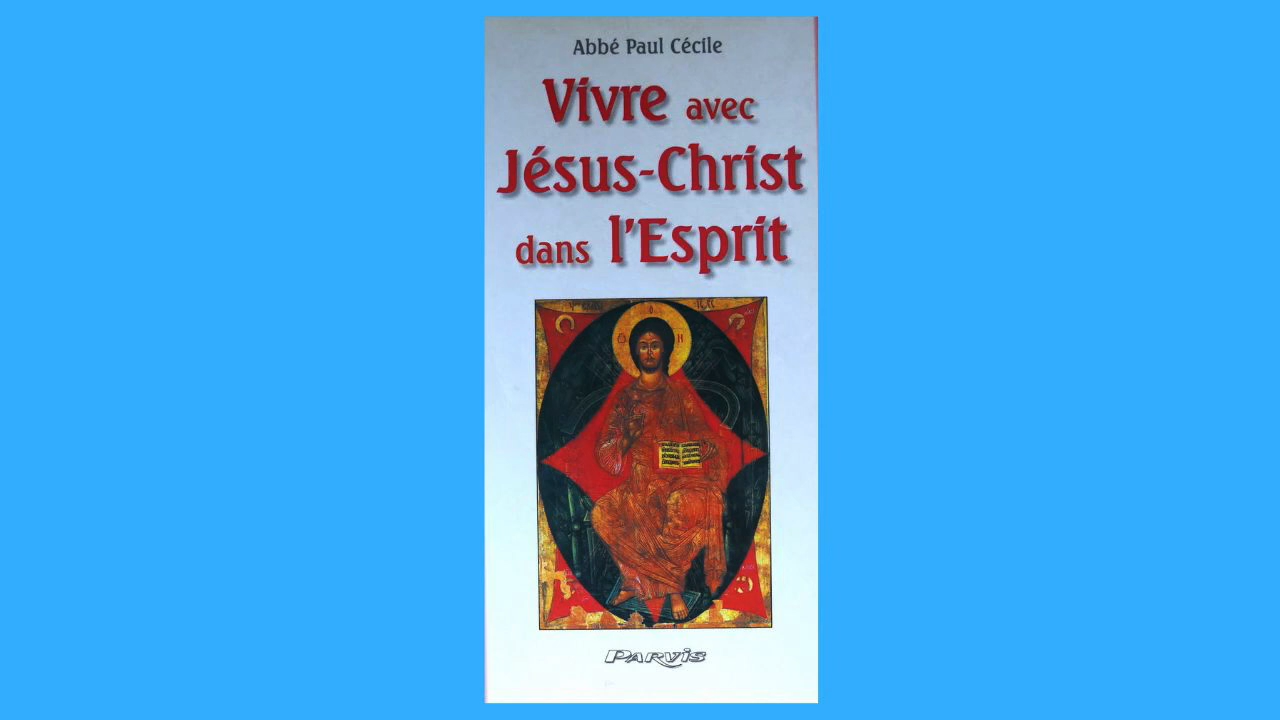 Abbé Paul Cécile
Vivre avec
Jésus-Christ
dans l'Esprit
PARVIS